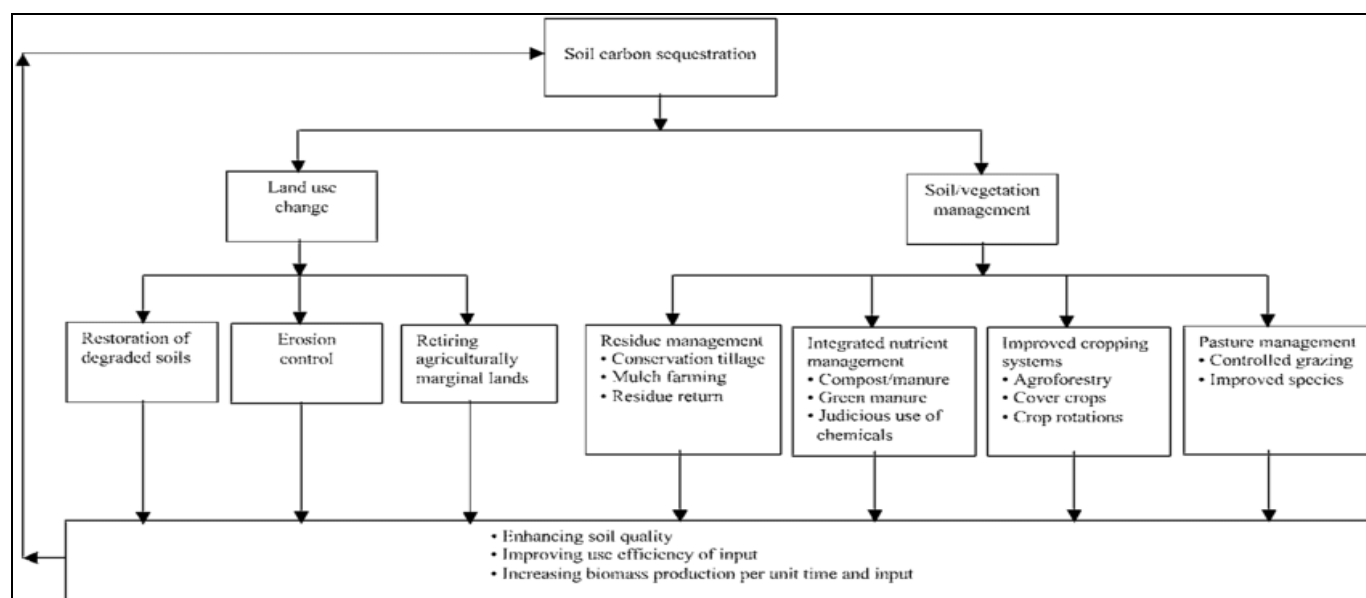 Soil carbon sequestration
Land use
change
Soil/vegetation
management
Restoration of
degraded soils
Erosion
control
Retiring
agriculturally
marginal lands
Residue management
• Conservation tillage
• Mulch farming
• Residue return
Integrated nutrient
management
• Compost/manure
• Green manure
• Judicious use of
chemicals
Improved cropping
systems
• Agroforestry
• Cover crops
• Crop rotations
Pasture management
• Controlled grazing
• Improved species
• Enhancing soil quality
• Improving use efficiency of input
• Increasing biomass production per unit time and input